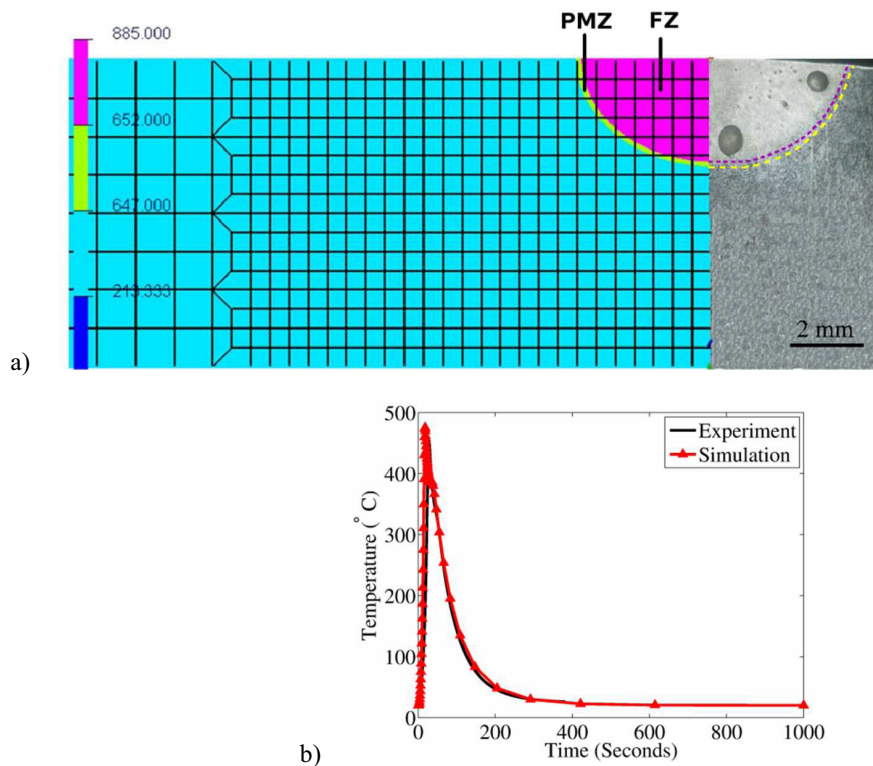 885.000
PMZ FZ
652.000
647.000
213.333
2 mm
a)
500
Experiment
Simulation
400
300
200
100
0
Temperature (° C)
0 200 400 600 800 1000
Time (Seconds)
b)